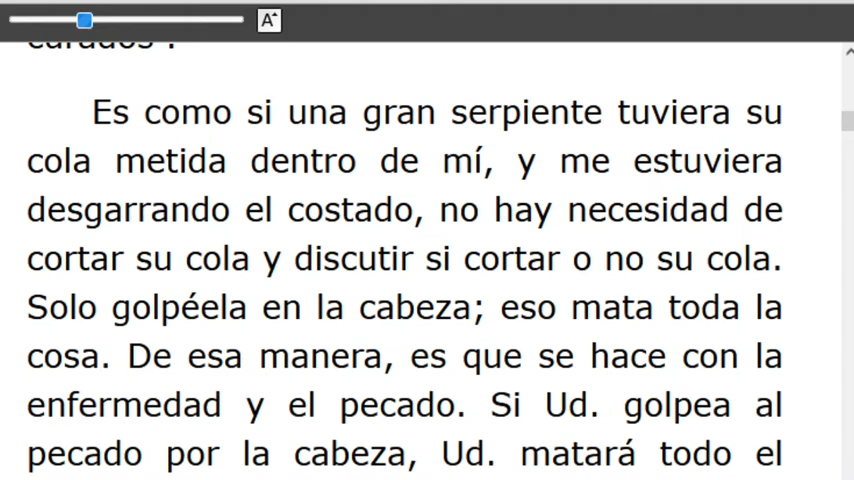 A
Es como si una gran serpiente tuviera su
cola metida dentro de mí, y me estuviera
desgarrando el costado, no hay necesidad de
cortar su cola y discutir si cortar o no su cola.
Solo golpéela en la cabeza; eso mata toda la
cosa. De esa manera, es que se hace con la
enfermedad y el pecado. Si Ud. golpea al
pecado por la cabeza, Ud. matará todo el